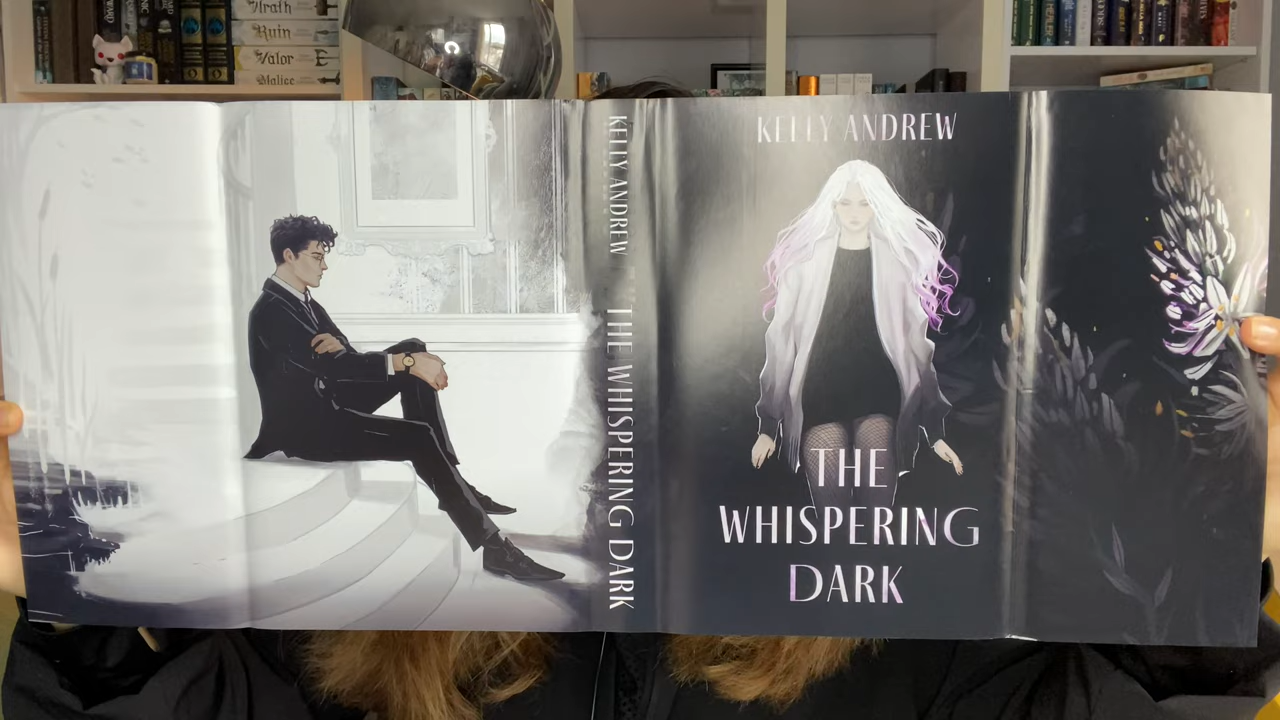 Wrath
Ruin
Valor
Malice
KELLY ANDREW
THE WHISPERING DARK
KELLY ANDREW
THE
WHISPERING
DARK